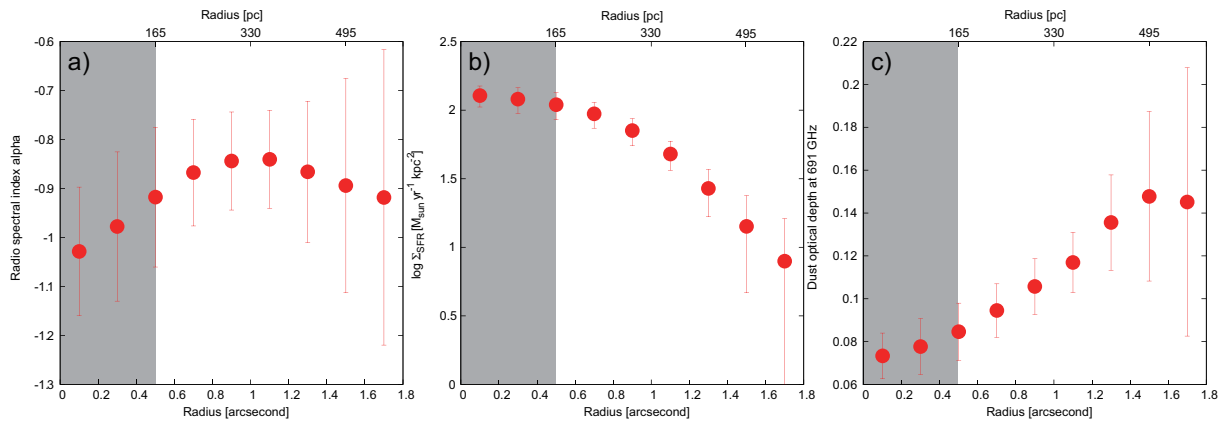 Radius [pc]
165 330 495
a)
Radio spectral index alpha
-0.6
-0.7
-0.8
-0.9
-1
-1.1
-1.2
-1.3
0 0.2 0.4 0.6 0.8 1 1.2 1.4 1.6 1.8
Radius [arcsecond]
Radius [pc]
165 330 495
b)
log Σ_SFR [M_sun yr^-1 kpc^-2]
2.5
2
1.5
1
2.5
0
0 0.2 0.4 0.6 0.8 1 1.2 1.4 1.6 1.8
Radius [arcsecond]
Radius [pc]
165 330 495
c)
Dust optical depth at 691 GHz
0.22
0.2
0.18
0.16
0.14
0.12
0.1
0.08
0.06
0 0.2 0.4 0.6 0.8 1 1.2 1.4 1.6 1.8
Radius [arcsecond]